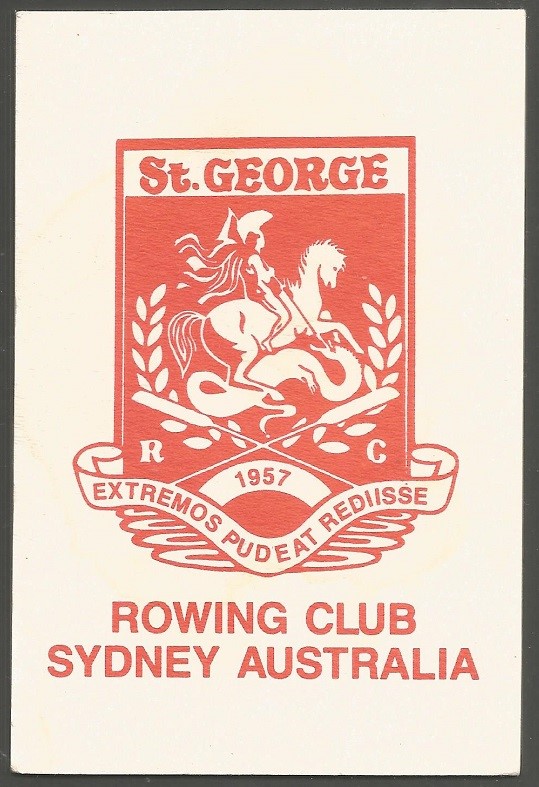 St. GEORGE
R C
1957
EXTREMOS PUDEAT REDIISSE
ROWING CLUB
SYDNEY AUSTRALIA